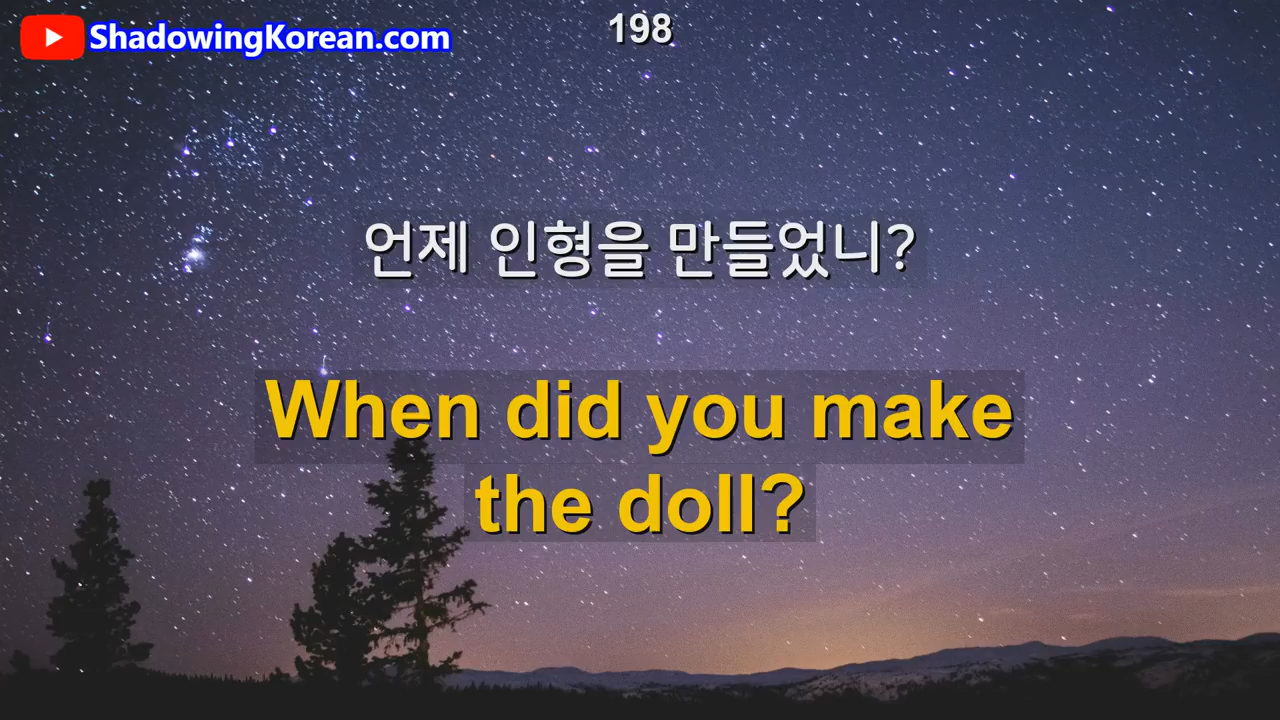 ShadowingKorean.com
198
언제 인형을 만들었니?
When did you make
the doll?